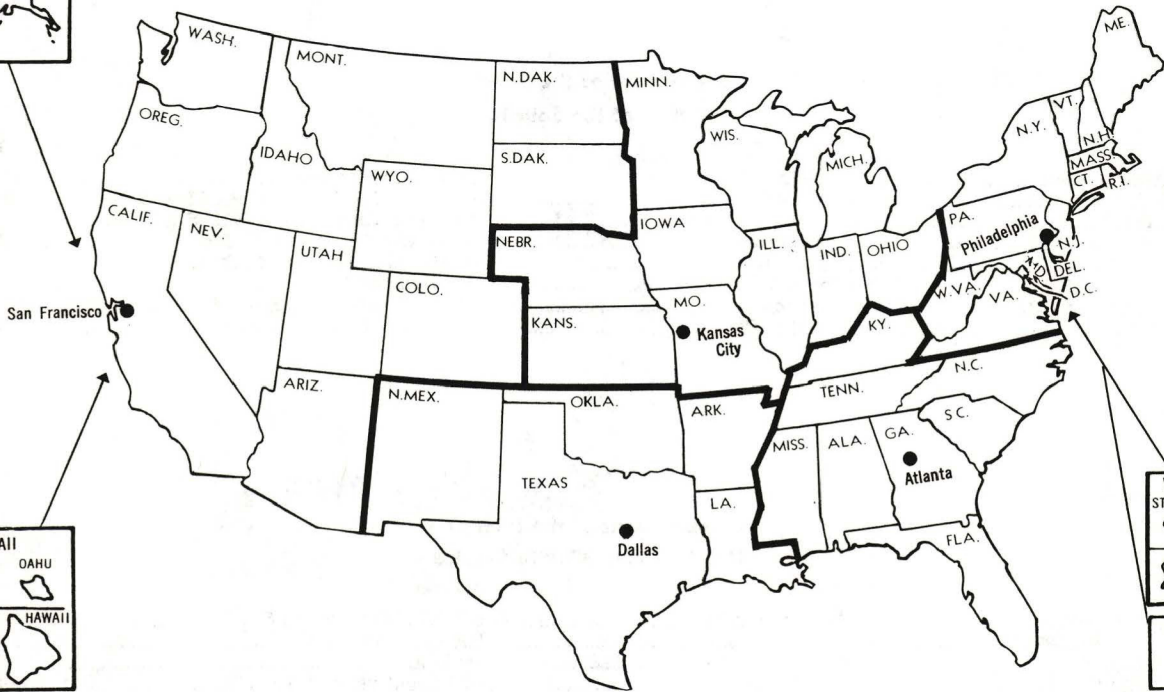 WASH.
MONT.
N.DAK.
MINN.
ME.
OREG.
IDAHO
WYO.
S.DAK.
WIS.
MICH.
N.Y.
VT.
N.H.
MASS.
CT.
R.I.
CALIF.
NEV.
UTAH
COLO.
NEBR.
IOWA
ILL.
IND.
OHIO
PA.
Philadelphia
N.J.
DEL.
D.C.
W.VA.
VA.
San Francisco
KANS.
MO.
Kansas
City
KY.
ARIZ.
N.MEX.
OKLA.
ARK.
TENN.
N.C.
S.C.
MISS.
ALA.
GA.
Atlanta
TEXAS
LA.
Dallas
FLA.
OAHU
HAWAII